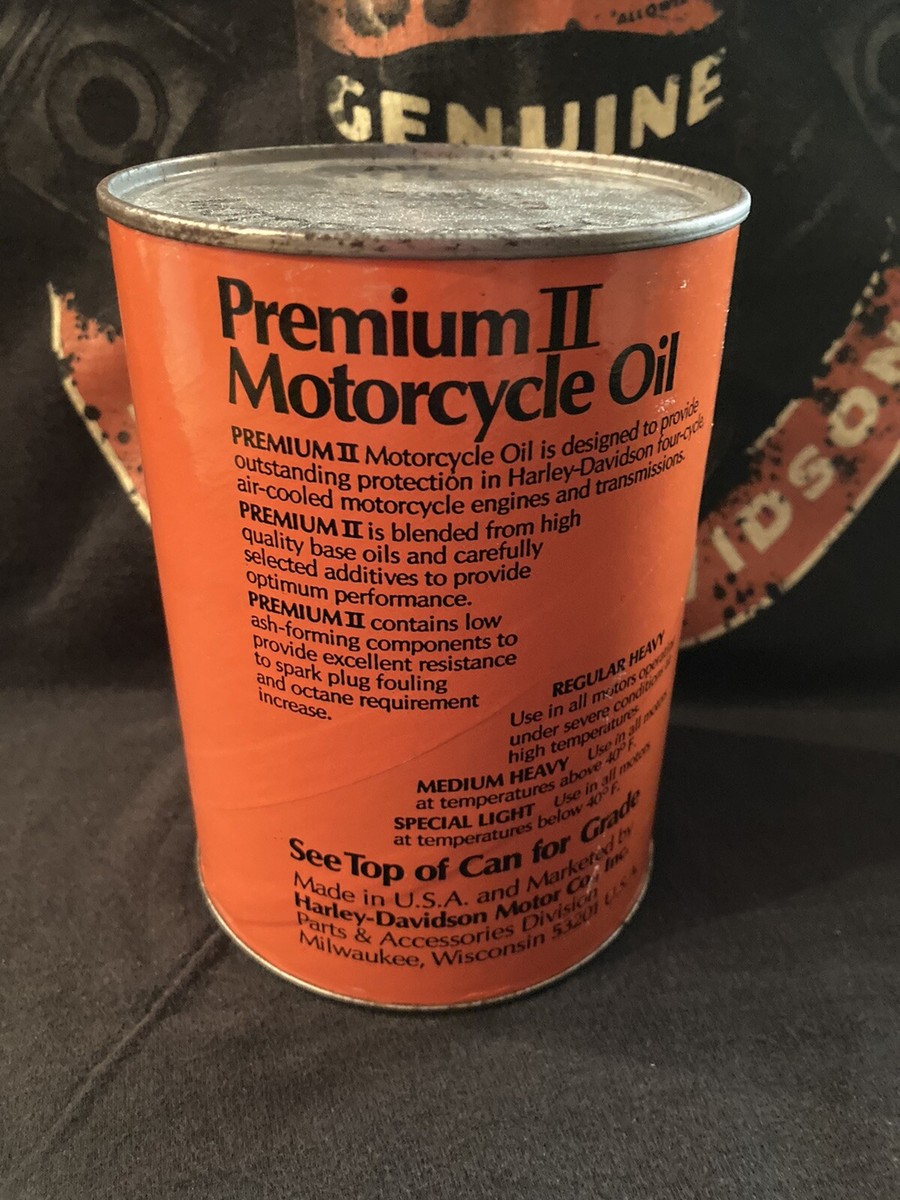 GENUINE
Premium II
Motorcycle Oil
PREMIUM II Motorcycle Oil is designed to provide
outstanding protection in Harley-Davidson four-cycle
air-cooled motorcycle engines and transmissions.
PREMIUM II is blended from high
quality base oils and carefully
selected additives to provide
optimum performance.
PREMIUM II contains low
ash-forming components to
provide excellent resistance
to spark plug fouling
and octane requirement
increase.
REGULAR HEAVY
Use in all motors
under severe conditions
high temperatures.
MEDIUM HEAVY Use in all motors
at temperatures above 40° F.
SPECIAL LIGHT Use in all motors
at temperatures below 40° F.
See Top of Can for Grade
Made in U.S.A. and Marketed by
Harley-Davidson Motor Co., Inc.
Parts & Accessories Division
Milwaukee, Wisconsin 53201 U.S.A.
VIDSON